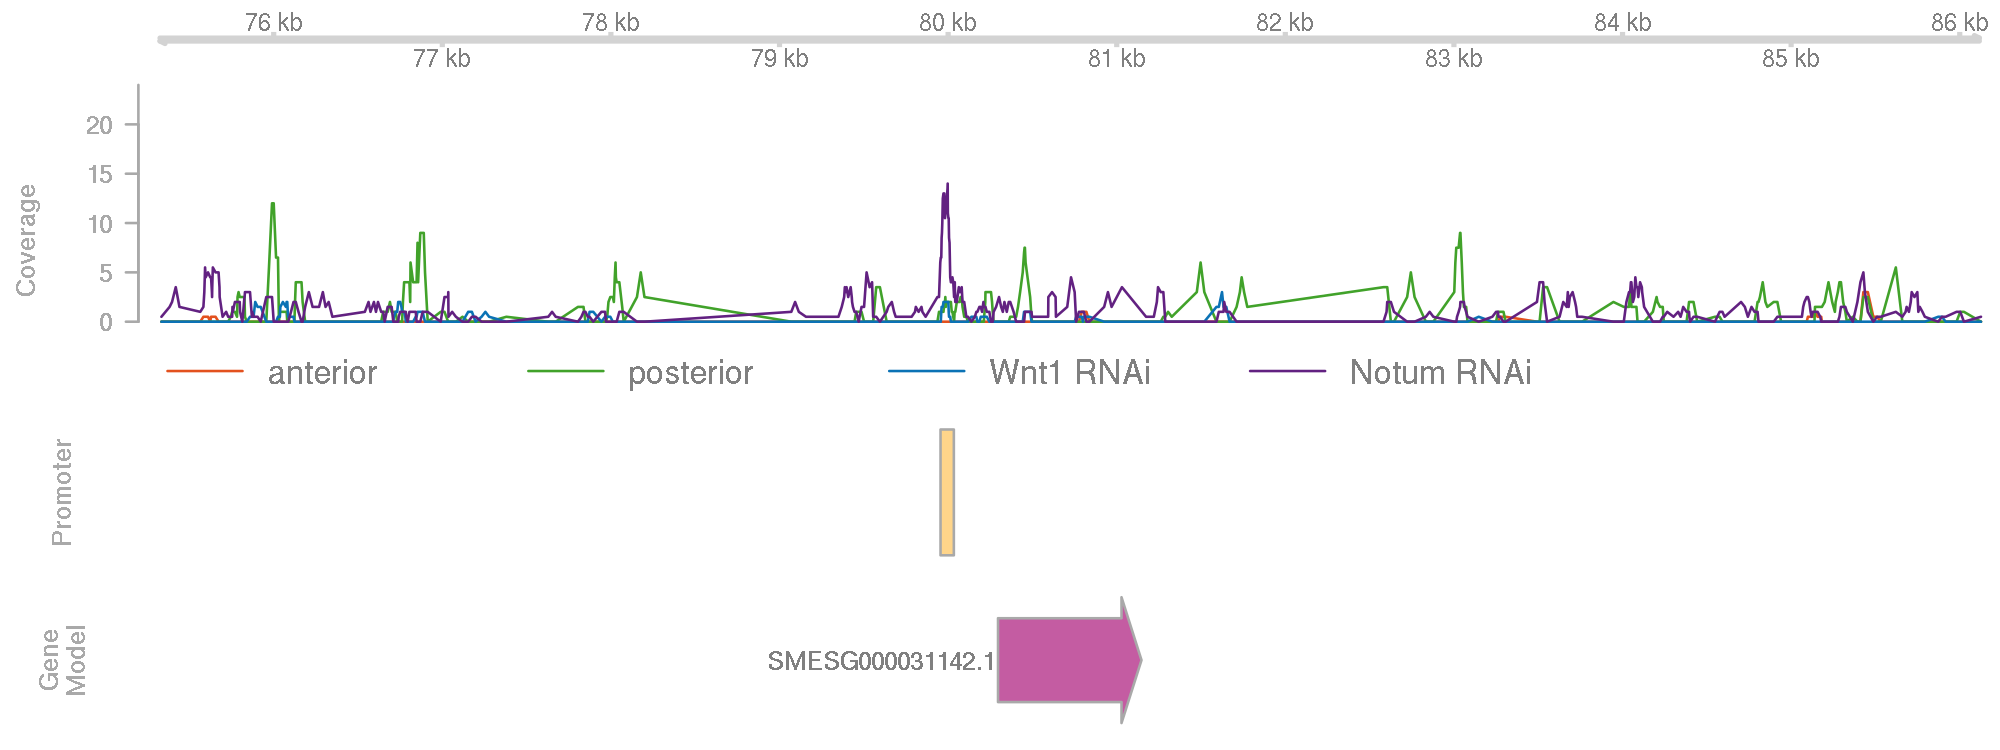 76 kb 78 kb 80 kb 82 kb 84 kb 86 kb
77 kb 79 kb 81 kb 83 kb 85 kb
Coverage
20
15
10
5
0
anterior posterior Wnt1 RNAi Notum RNAi
Promoter
Gene
Model
SMESG000031142.1